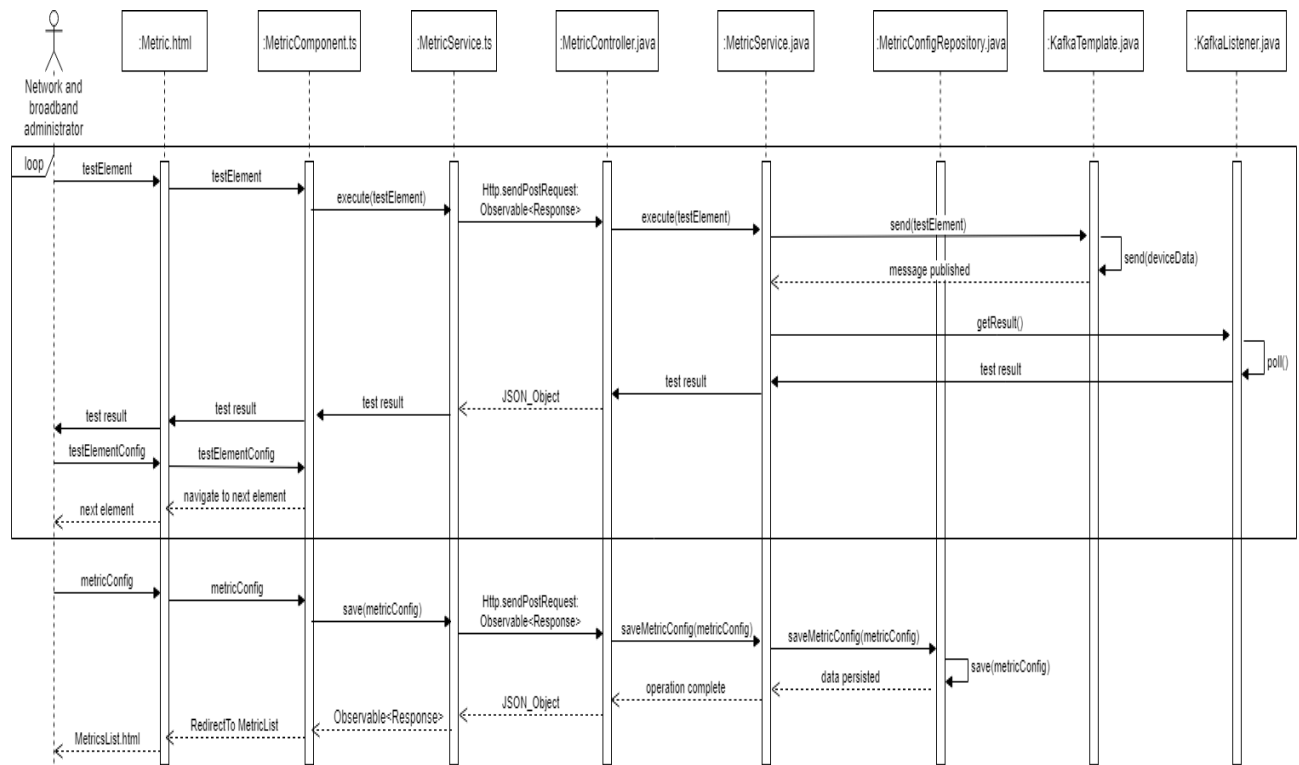 :Metric.html
:MetricComponent.ts
:MetricService.ts
:MetricController.java
:MetricService.java
:MetricConfigRepository.java
:KafkaTemplate.java
:KafkaListener.java
Network and
broadband
administrator
loop
testElement
testElement
execute(testElement)
Http.sendPostRequest:
Observable<Response>
execute(testElement)
send(testElement)
send(deviceData)
message published
getResult()
poll()
test result
test result
JSON_Object
test result
test result
test result
testElementConfig
testElementConfig
navigate to next element
next element
metricConfig
metricConfig
save(metricConfig)
Http.sendPostRequest:
Observable<Response>
saveMetricConfig(metricConfig)
saveMetricConfig(metricConfig)
save(metricConfig)
data persisted
operation complete
JSON_Object
Observable<Response>
RedirectTo MetricList
MetricsList.html